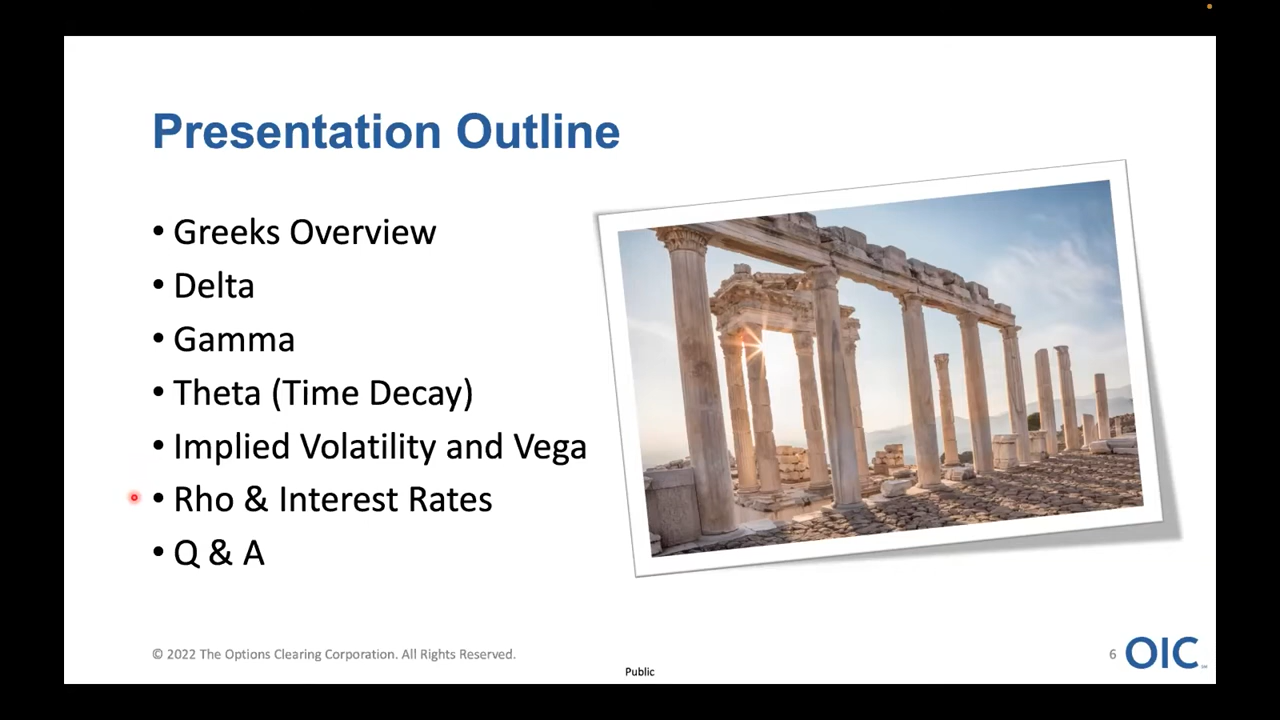 Presentation Outline
• Greeks Overview
• Delta
• Gamma
• Theta (Time Decay)
• Implied Volatility and Vega
• Rho & Interest Rates
• Q & A
© 2022 The Options Clearing Corporation. All Rights Reserved.
Public
6
OIC